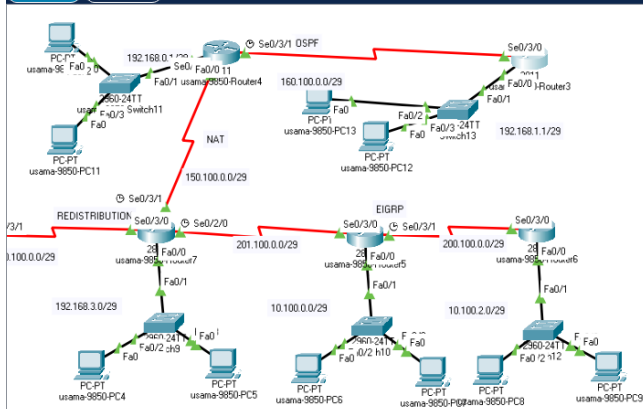 Se0/3/1 OSPF
Se0/3/0
PC-PT
Fa0
192.168.0.1/29
Fa0/1
Fa0/0
usama-9850-Router4
Router3
Fa0/0
Fa0/1
160.100.0.0/29
2960-24TT
Switch11
Fa0/3
Fa0
PC-PT
usama-9850-PC11
Fa0
usama-9850-PC13
Fa0/2
Fa0/3
Switch13
192.168.1.1/29
Fa0
PC-PT
usama-9850-PC12
NAT
150.100.0.0/29
Se0/3/1
REDISTRIBUTION
Se0/3/0
Se0/2/0
EIGRP
Se0/3/0
Se0/3/1
Se0/3/0
201.100.0.0/29
200.100.0.0/29
Fa0/0
Fa0/0
Fa0/0
Fa0/1
Fa0/1
Fa0/1
192.168.3.0/29
10.100.0.0/29
10.100.2.0/29
Fa0/2
Fa0
Fa0
Fa0
PC-PT
usama-9850-PC4
PC-PT
usama-9850-PC5
PC-PT
usama-9850-PC6
PC-PT
PC-PT
usama-9850-PC8
PC-PT
usama-9850-PC9